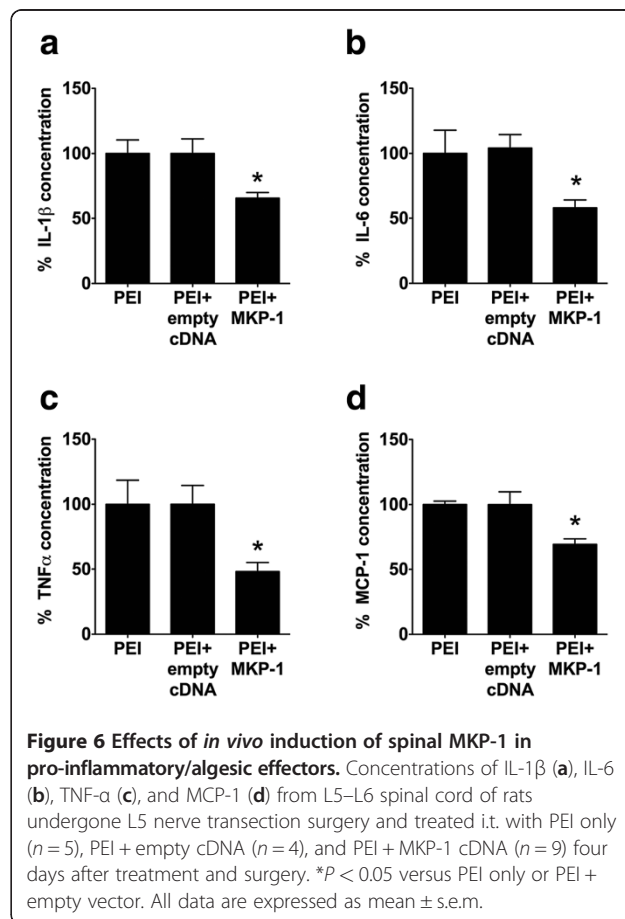 a
150
100
50
0
% IL-1β concentration
*
PEI
PEI+
empty
cDNA
PEI+
MKP-1
b
150
100
50
0
% IL-6 concentration
*
PEI
PEI+
empty
cDNA
PEI+
MKP-1
c
150
100
50
0
% TNFα concentration
*
PEI
PEI+
empty
cDNA
PEI+
MKP-1
d
150
100
50
0
% MCP-1 concentration
*
PEI
PEI+
empty
cDNA
PEI+
MKP-1
Figure 6 Effects of in vivo induction of spinal MKP-1 in
pro-inflammatory/algesic effectors. Concentrations of IL-1β (a), IL-6
(b), TNF-α (c), and MCP-1 (d) from L5–L6 spinal cord of rats
undergone L5 nerve transection surgery and treated i.t. with PEI only
(n = 5), PEI + empty cDNA (n = 4), and PEI + MKP-1 cDNA (n = 9) four
days after treatment and surgery. *P < 0.05 versus PEI only or PEI +
empty vector. All data are expressed as mean ± s.e.m.